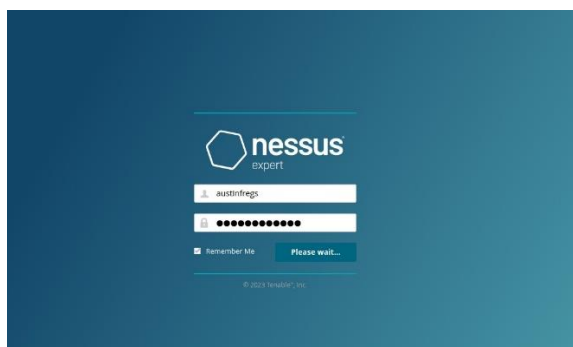 nessus
expert
austinfregs
●●●●●●●●●●●●
Remember Me Please wait...
© 2023 Tenable®, Inc.